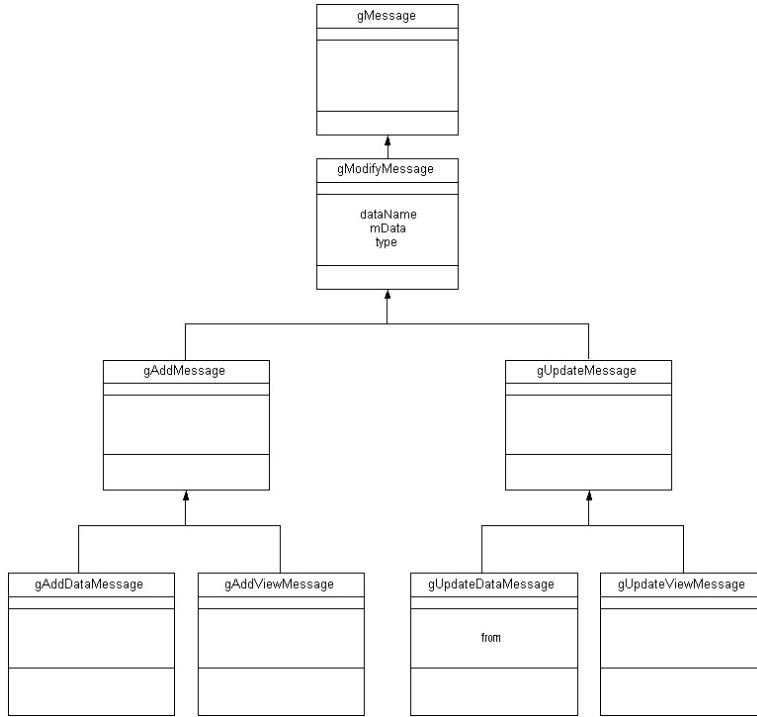 gMessage
gModifyMessage
dataName
mData
type
gAddMessage
gUpdateMessage
gAddDataMessage
gAddViewMessage
gUpdateDataMessage
gUpdateViewMessage
from